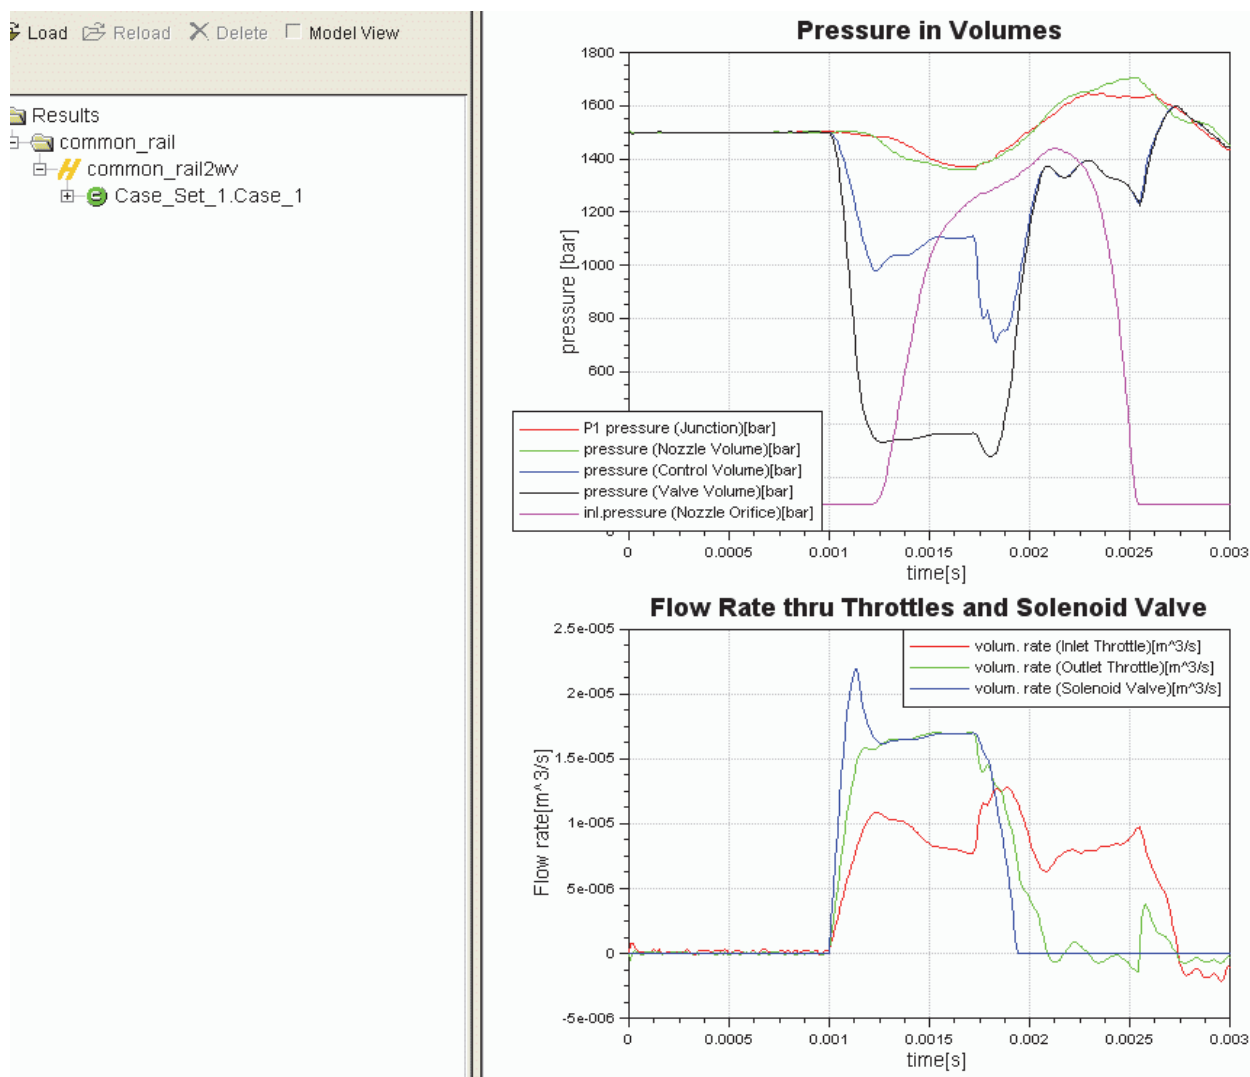 Load Reload Delete Model View
Results
common_rail
common_rail2wv
Case_Set_1.Case_1
Pressure in Volumes
1800
1600
1400
1200
1000
800
600
0
pressure [bar]
P1 pressure (Junction)[bar]
pressure (Nozzle Volume)[bar]
pressure (Control Volume)[bar]
pressure (Valve Volume)[bar]
inl.pressure (Nozzle Orifice)[bar]
0 0.0005 0.001 0.0015 0.002 0.0025 0.003
time[s]
Flow Rate thru Throttles and Solenoid Valve
2.5e-005
2e-005
1.5e-005
1e-005
5e-006
0
-5e-006
Flow rate[m^3/s]
volum. rate (Inlet Throttle)[m^3/s]
volum. rate (Outlet Throttle)[m^3/s]
volum. rate (Solenoid Valve)[m^3/s]
0 0.0005 0.001 0.0015 0.002 0.0025 0.003
time[s]